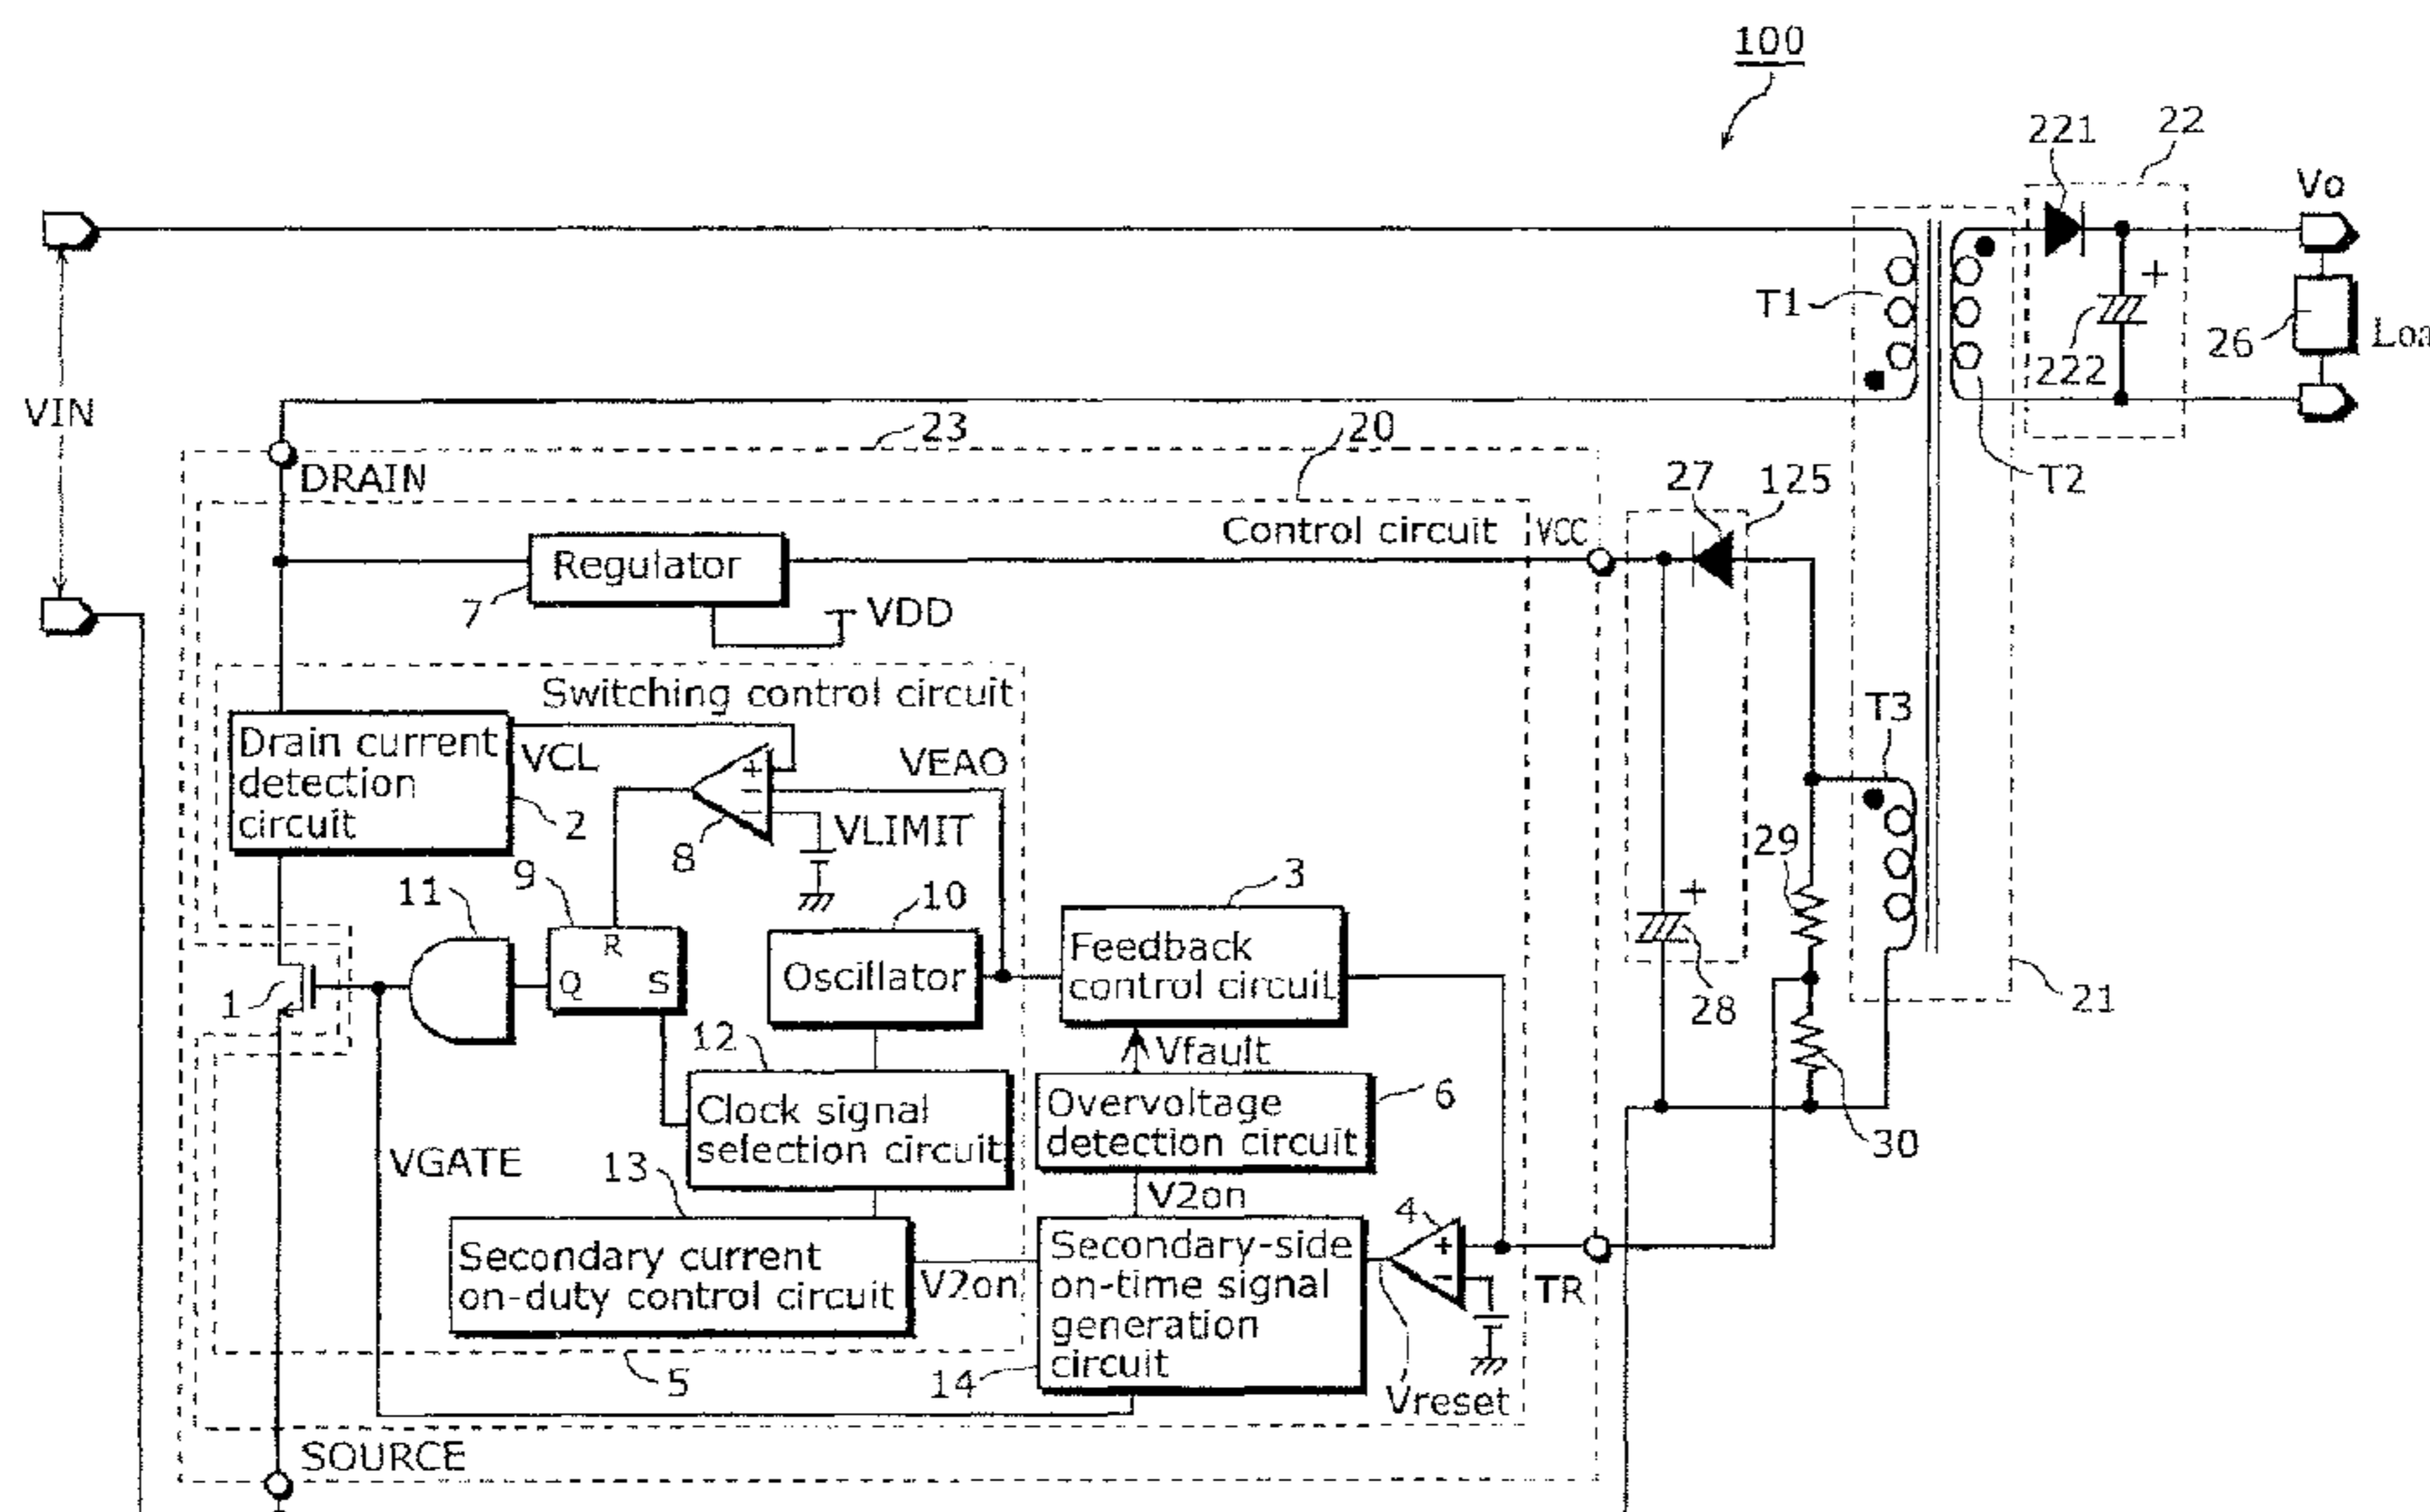 100
221
22
Vo
T1
222
26
Loa
VIN
23
20
T2
DRAIN
27
125
Control circuit
VCC
Regulator
7
VDD
Switching control circuit
T3
Drain current
detection
circuit
VCL
2
+
−
−
VEAO
VLIMIT
8
29
11
9
10
3
+
R
Q
S
Oscillator
Feedback
control circuit
1
28
21
12
Vfault
Clock signal
selection circuit
Overvoltage
detection circuit
6
30
VGATE
13
V2on
4
Secondary current
on-duty control circuit
V2on
Secondary-side
on-time signal
generation
circuit
+
−
TR
5
14
Vreset
SOURCE
+